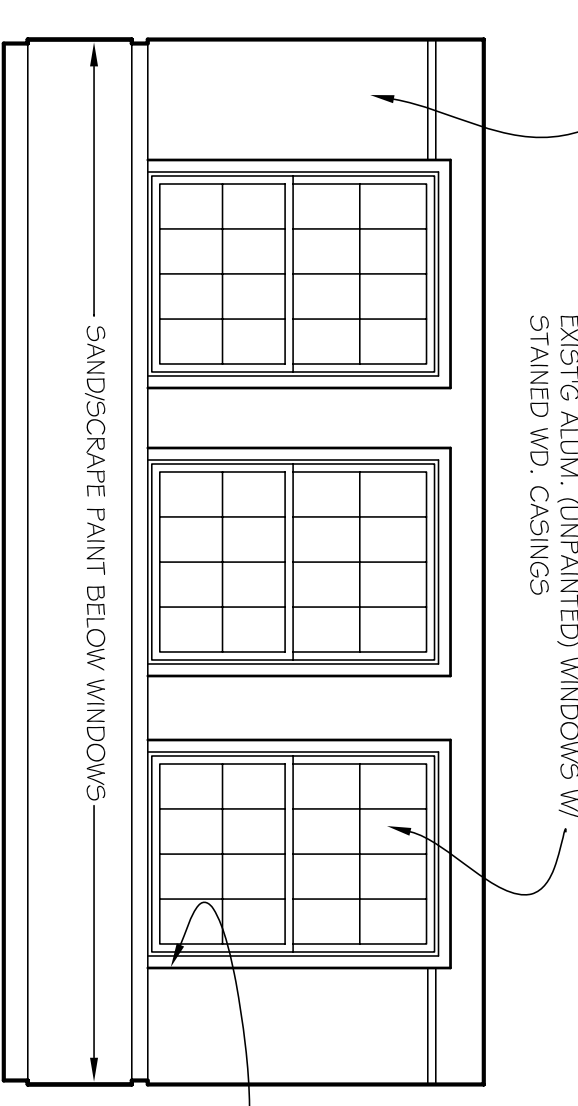 EXIST'G ALUM. (UNPAINTED) WINDOWS W/
STAINED WD. CASINGS
SAND/SCRAPE PAINT BELOW WINDOWS